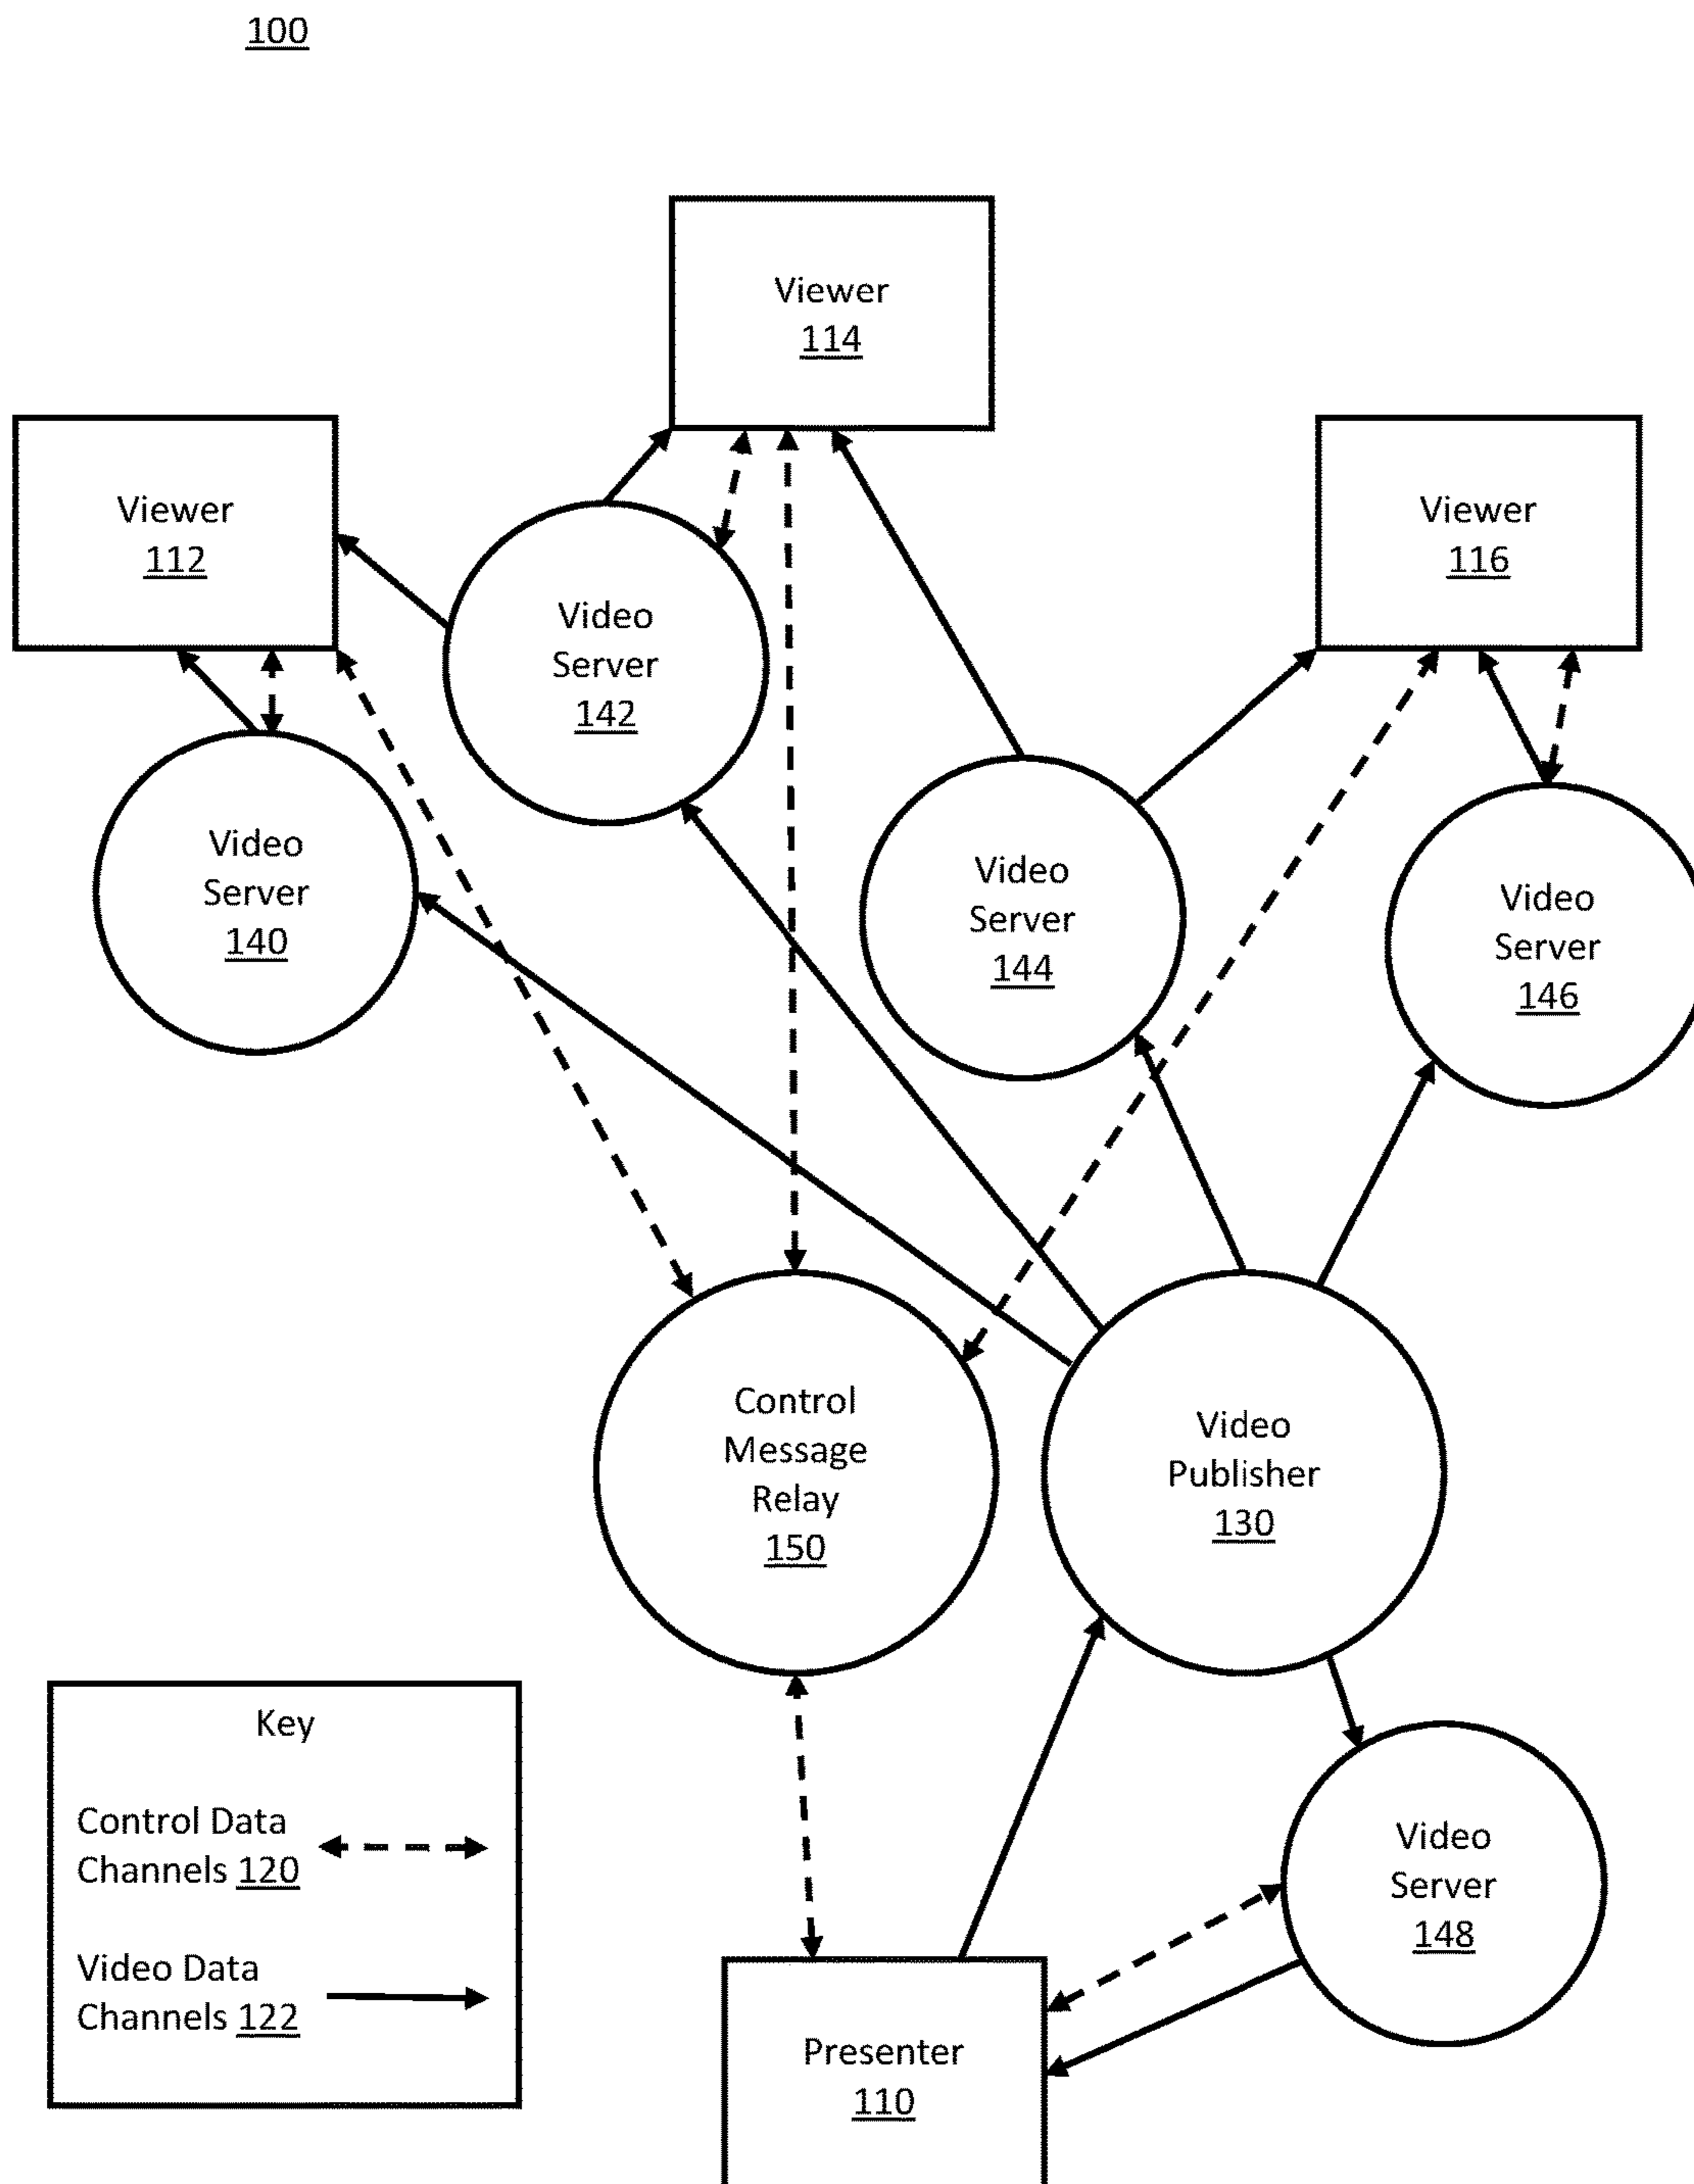 100
Viewer
114
Viewer
112
Viewer
116
Video
Server
142
Video
Server
140
Video
Server
144
Video
Server
146
Control
Message
Relay
150
Video
Publisher
130
Key
Control Data
Channels 120
Video Data
Channels 122
Video
Server
148
Presenter
110